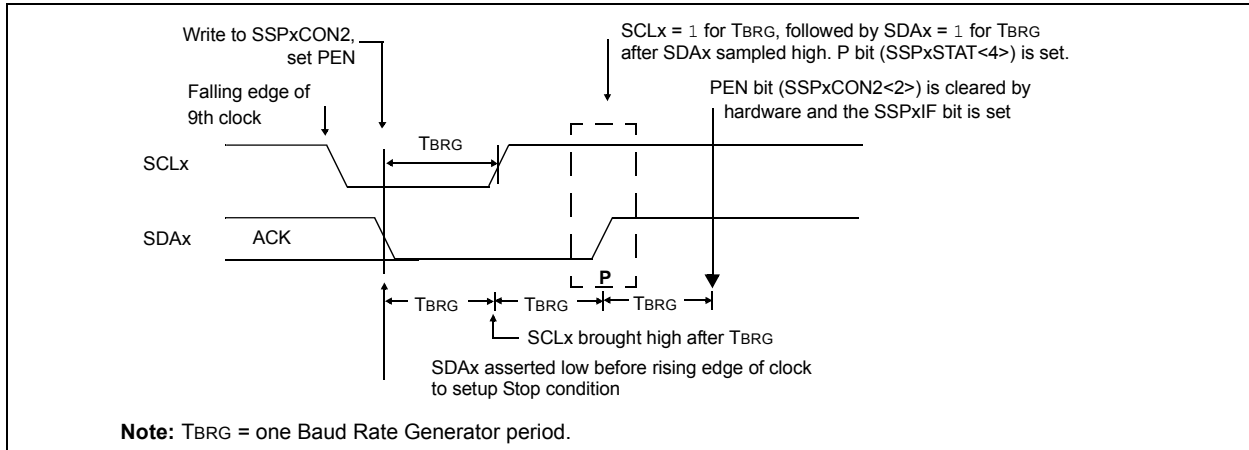 Write to SSPxCON2,
set PEN
SCLx = 1 for TBRG, followed by SDAx = 1 for TBRG
after SDAx sampled high. P bit (SSPxSTAT<4>) is set.
Falling edge of
9th clock
PEN bit (SSPxCON2<2>) is cleared by
hardware and the SSPxIF bit is set
TBRG
SCLx
SDAx
ACK
P
TBRG
TBRG
TBRG
SCLx brought high after TBRG
SDAx asserted low before rising edge of clock
to setup Stop condition
Note: TBRG = one Baud Rate Generator period.